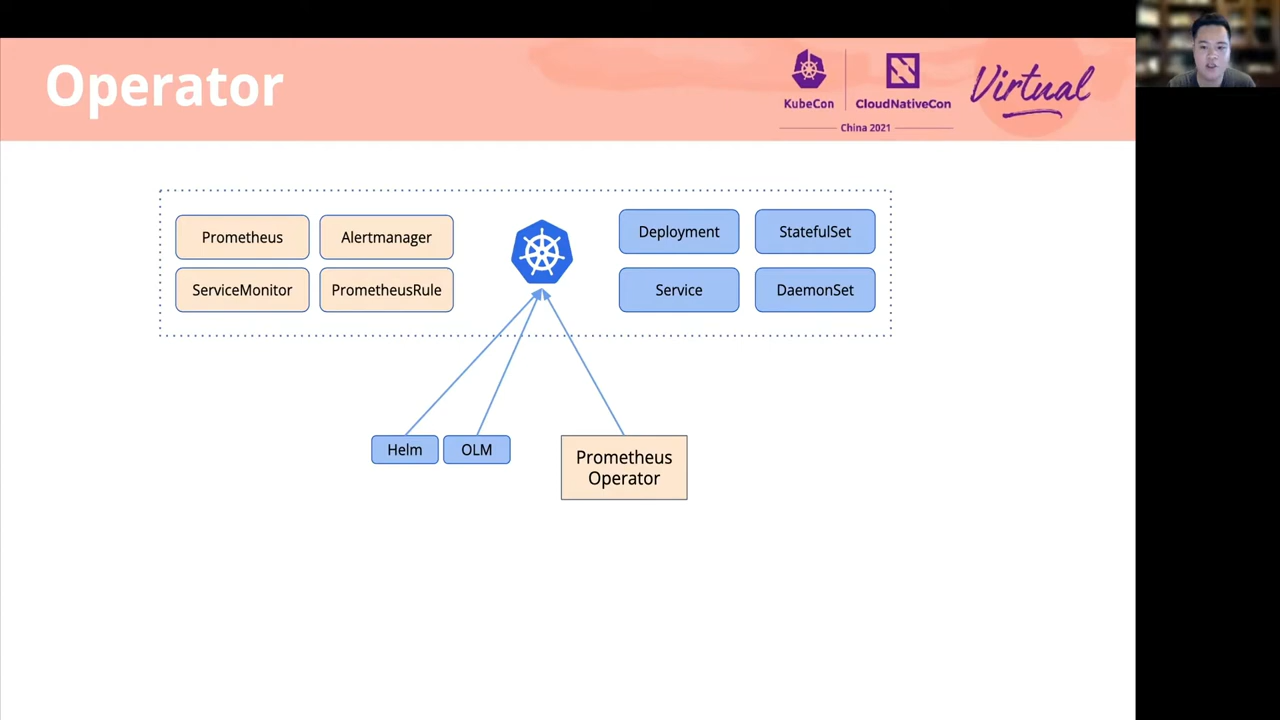 Operator
KubeCon
CloudNativeCon
China 2021
Virtual
Prometheus
Alertmanager
ServiceMonitor
PrometheusRule
Deployment
StatefulSet
Service
DaemonSet
Helm
OLM
Prometheus
Operator